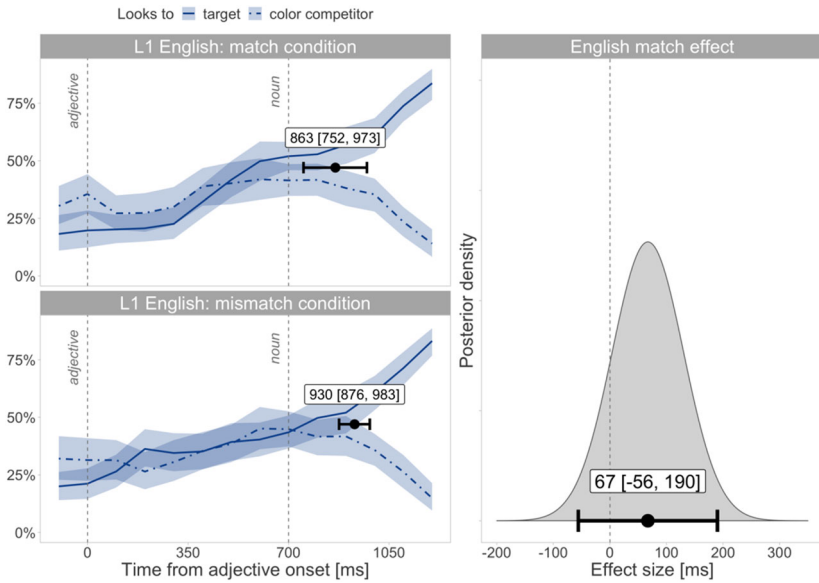 Looks to target color competitor
L1 English: match condition
adjective
noun
75%
50%
25%
0%
863 [752, 973]
L1 English: mismatch condition
adjective
noun
75%
50%
25%
0%
930 [876, 983]
0 350 700 1050
Time from adjective onset [ms]
English match effect
Posterior density
67 [-56, 190]
-200 -100 0 100 200 300
Effect size [ms]